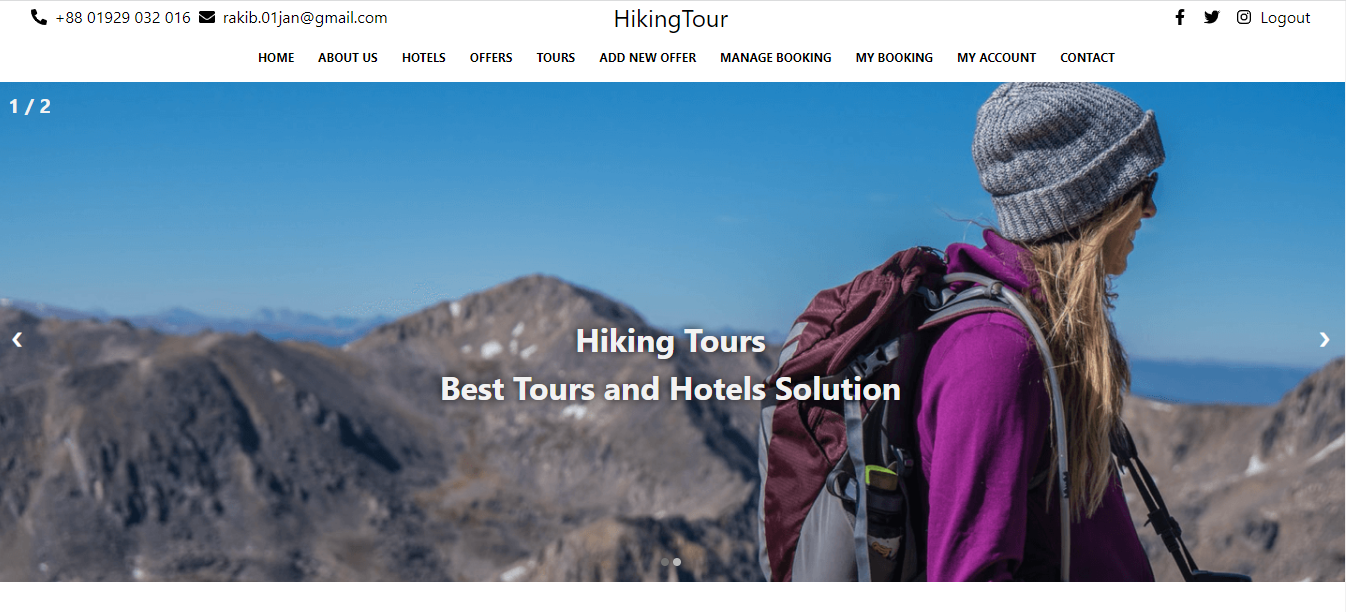 +88 01929 032 016 rakib.01jan@gmail.com HikingTour Logout
HOME ABOUT US HOTELS OFFERS TOURS ADD NEW OFFER MANAGE BOOKING MY BOOKING MY ACCOUNT CONTACT
1 / 2
Hiking Tours
Best Tours and Hotels Solution